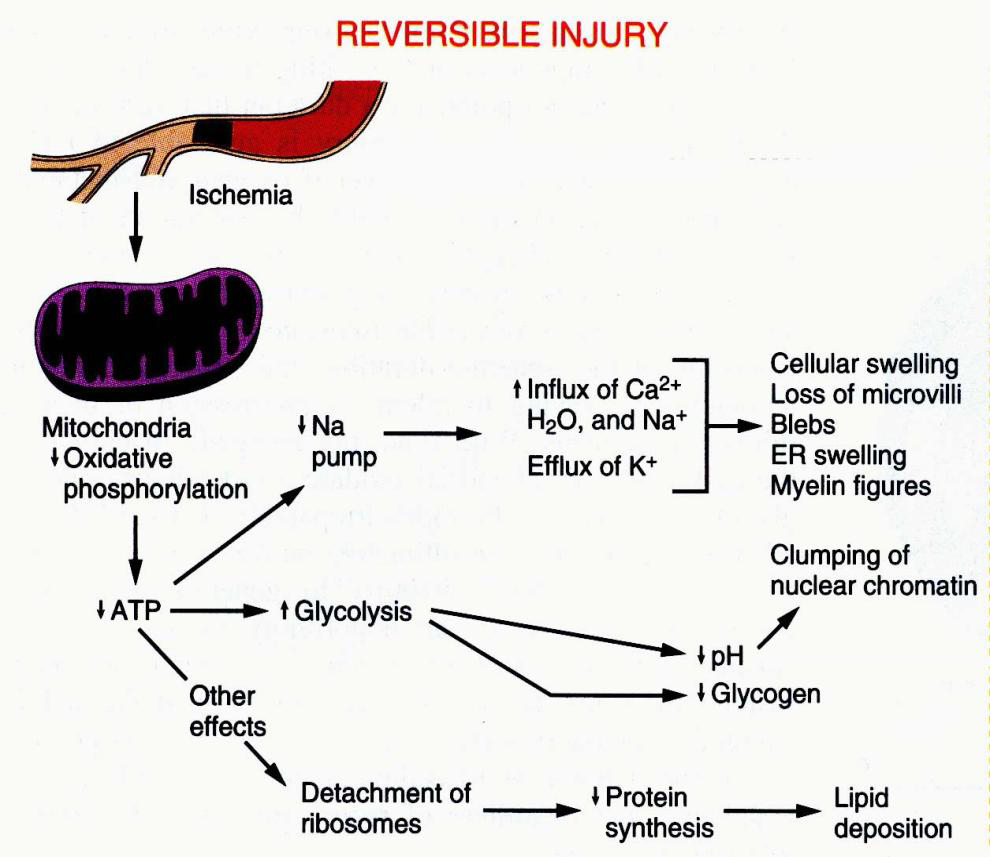 REVERSIBLE INJURY
Ischemia
Mitochondria
↓Oxidative
phosphorylation
↓Na
pump
↑Influx of Ca²⁺
H₂O, and Na⁺
Efflux of K⁺
Cellular swelling
Loss of microvilli
Blebs
ER swelling
Myelin figures
Clumping of
nuclear chromatin
↓ATP
↑Glycolysis
↓pH
↓Glycogen
Other
effects
Detachment of
ribosomes
↓Protein
synthesis
Lipid
deposition